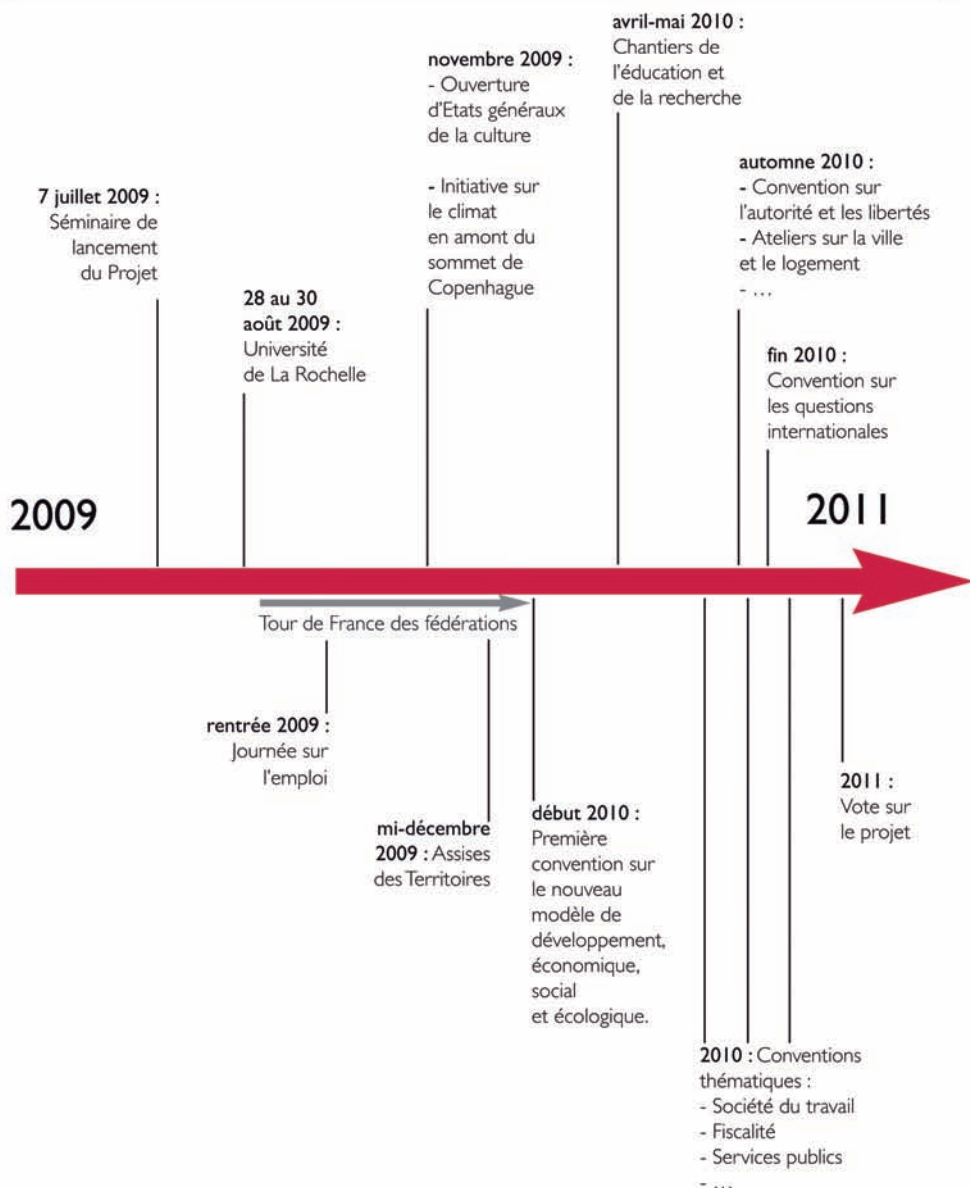 avril-mai 2010 :
Chantiers de
l'éducation et
de la recherche
novembre 2009 :
- Ouverture
d'Etats généraux
de la culture
- Initiative sur
le climat
en amont du
sommet de
Copenhague
automne 2010 :
- Convention sur
l'autorité et les libertés
- Ateliers sur la ville
et le logement
- ...
7 juillet 2009 :
Séminaire de
lancement
du Projet
28 au 30
août 2009 :
Université
de La Rochelle
fin 2010 :
Convention sur
les questions
internationales
2009
2011
Tour de France des fédérations
rentrée 2009 :
Journée sur
l'emploi
mi-décembre
2009 : Assises
des Territoires
début 2010 :
Première
convention sur
le nouveau
modèle de
développement,
économique,
social
et écologique.
2011 :
Vote sur
le projet
2010 : Conventions
thématiques :
- Société du travail
- Fiscalité
- Services publics
- ...